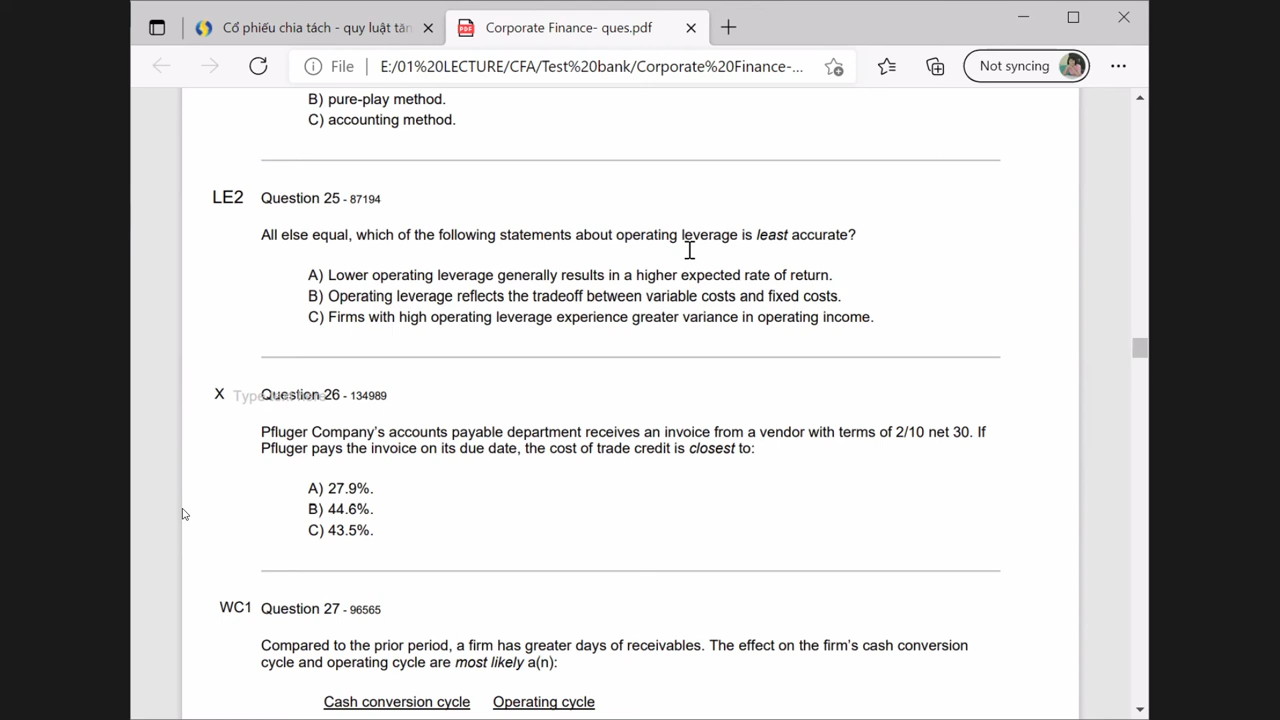 Cổ phiếu chia tách - quy luật tăn
Corporate Finance- ques.pdf
File
E:/01%20LECTURE/CFA/Test%20bank/Corporate%20Finance-...
Not syncing
B) pure-play method.
C) accounting method.
LE2 Question 25 - 87194
All else equal, which of the following statements about operating leverage is least accurate?
A) Lower operating leverage generally results in a higher expected rate of return.
B) Operating leverage reflects the tradeoff between variable costs and fixed costs.
C) Firms with high operating leverage experience greater variance in operating income.
X Question 26 - 134989
Pfluger Company's accounts payable department receives an invoice from a vendor with terms of 2/10 net 30. If
Pfluger pays the invoice on its due date, the cost of trade credit is closest to:
A) 27.9%.
B) 44.6%.
C) 43.5%.
WC1 Question 27 - 96565
Compared to the prior period, a firm has greater days of receivables. The effect on the firm's cash conversion
cycle and operating cycle are most likely a(n):
Cash conversion cycle Operating cycle